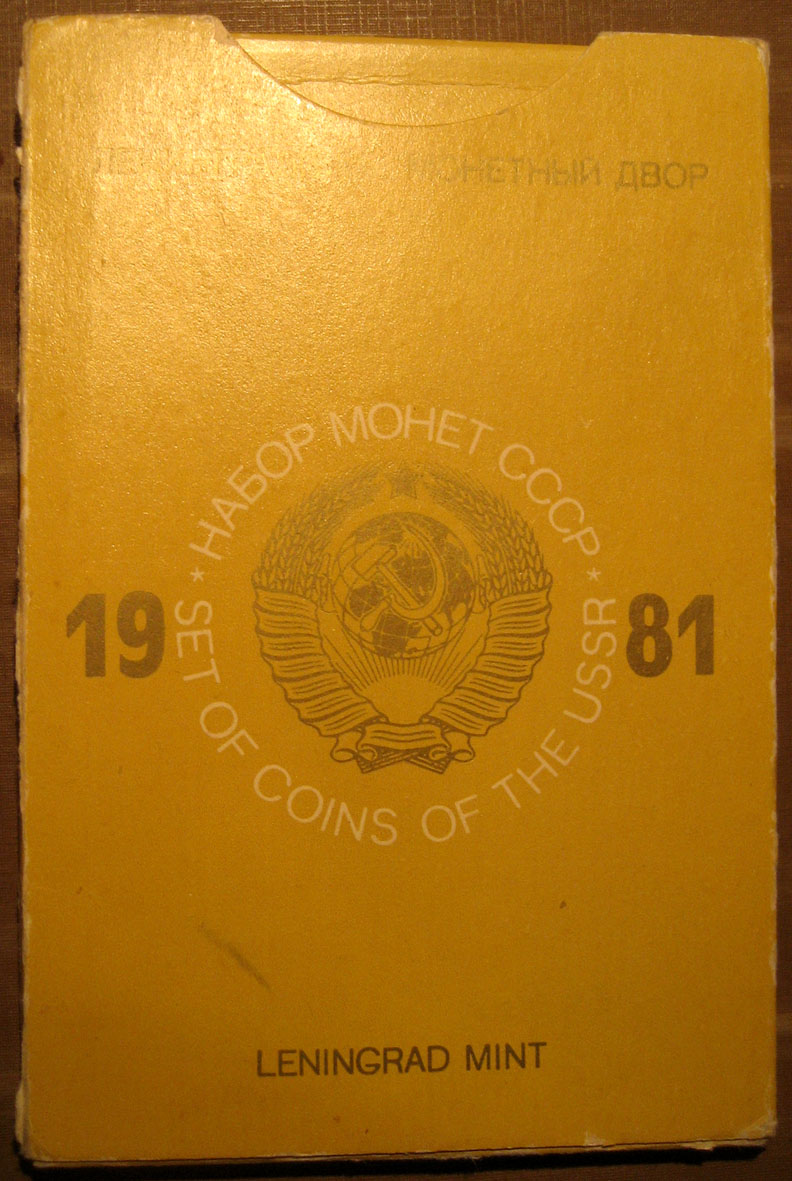 МОНЕТНЫЙ ДВОР
* НАБОР МОНЕТ СССР *
19 81
SET OF COINS OF THE USSR
LENINGRAD MINT